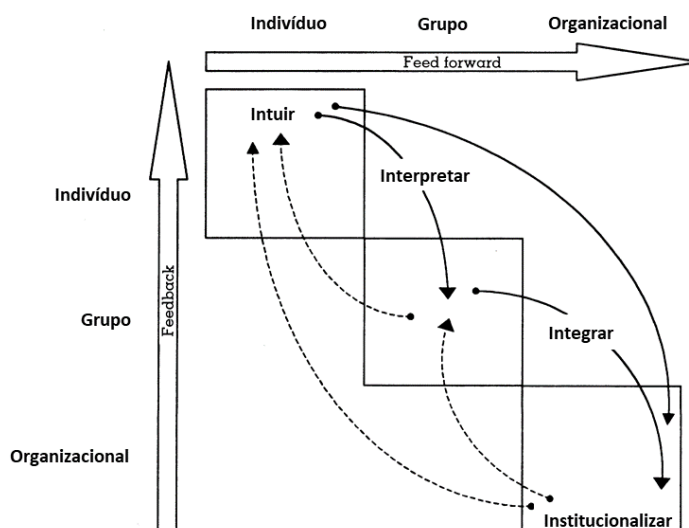 Indivíduo Grupo Organizacional
Feed forward
Intuir
Interpretar
Indivíduo
Feedback
Grupo
Integrar
Organizacional
Institucionalizar